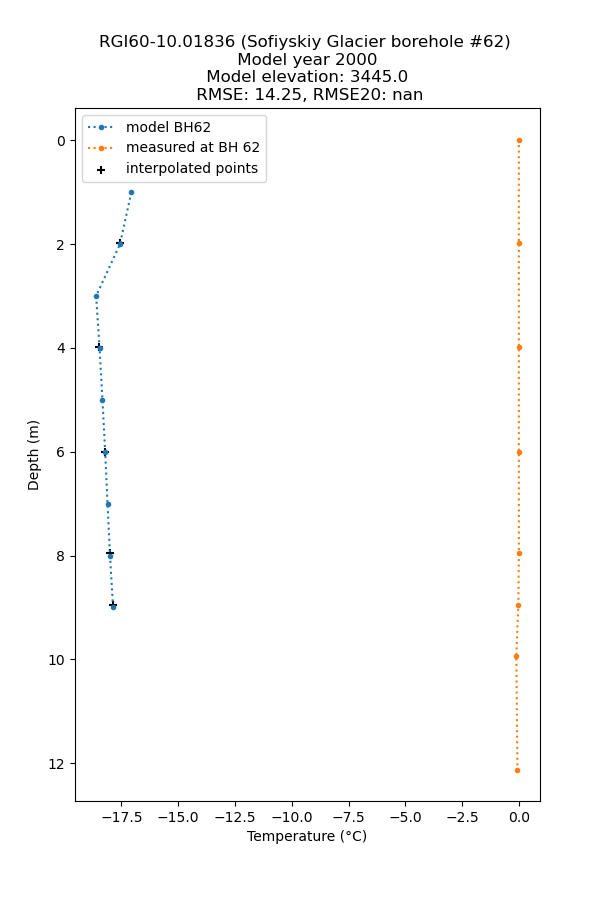 RGI60-10.01836 (Sofiyskiy Glacier borehole #62)
Model year 2000
Model elevation: 3445.0
RMSE: 14.25, RMSE20: nan
model BH62
measured at BH 62
interpolated points
0
2
4
6
8
10
12
Depth (m)
−17.5 −15.0 −12.5 −10.0 −7.5 −5.0 −2.5 0.0
Temperature (°C)